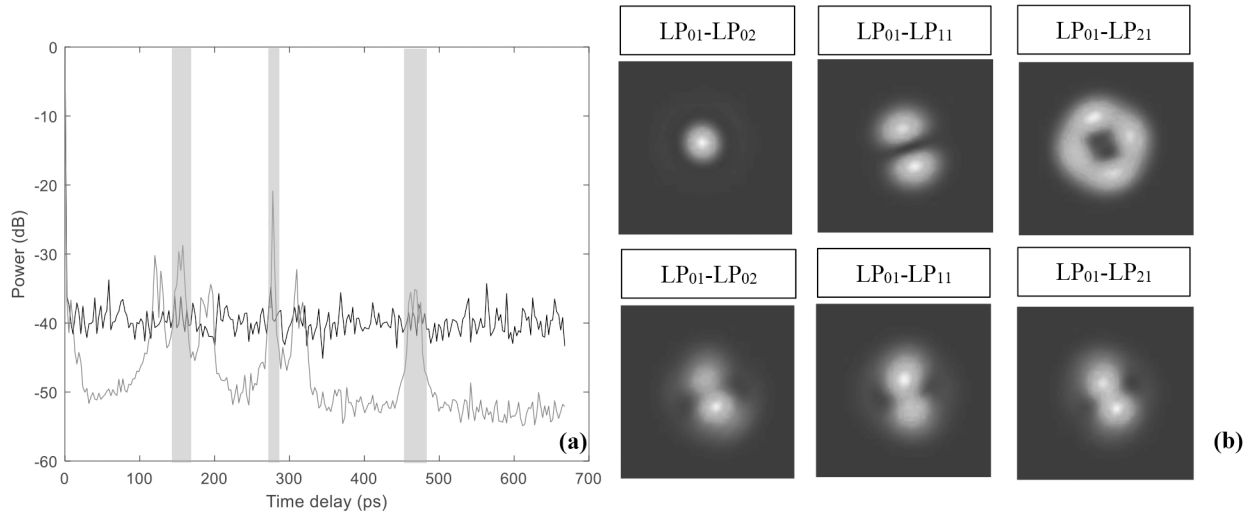 0
-10
-20
-30
-40
-50
-60
Power (dB)
0 100 200 300 400 500 600 700
Time delay (ps)
(a)
LP₀₁-LP₀₂ LP₀₁-LP₁₁ LP₀₁-LP₂₁
LP₀₁-LP₀₂ LP₀₁-LP₁₁ LP₀₁-LP₂₁
(b)